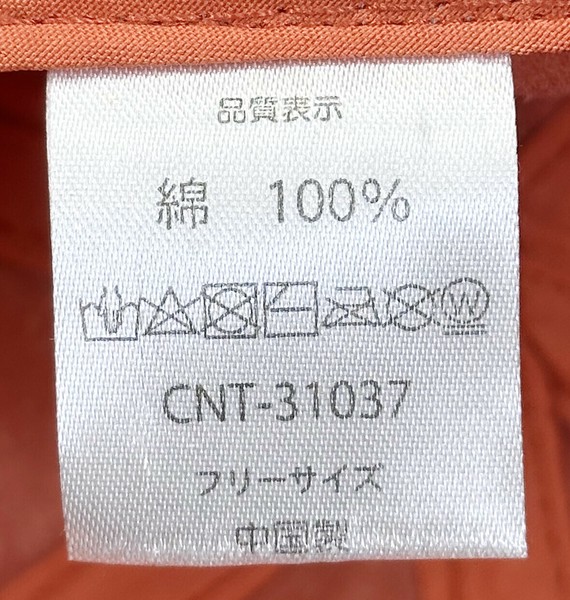 品質表示
綿 100%
W
CNT-31037
フリーサイズ
中国製